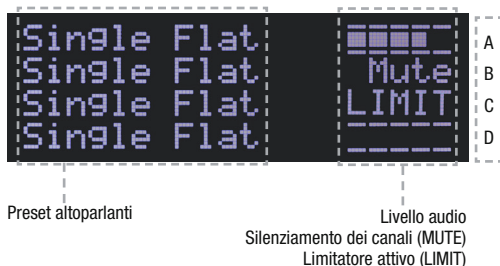 Single Flat A
Single Flat Mute B
Single Flat LIMIT C
Single Flat D
Preset altoparlanti
Livello audio
Silenziamento dei canali (MUTE)
Limitatore attivo (LIMIT)